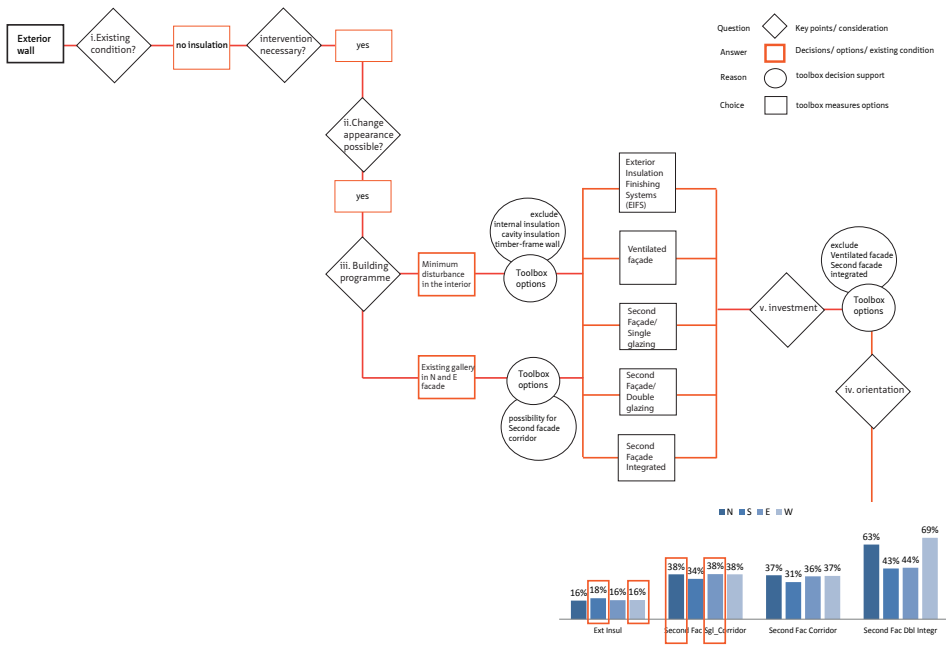 Exterior
wall
i.Existing
condition?
no insulation
intervention
necessary?
yes
Question
Key points/ consideration
Answer
Decisions/ options/ existing condition
Reason
toolbox decision support
Choice
toolbox measures options
ii.Change
appearance
possible?
yes
iii. Building
programme
Minimum
disturbance
in the interior
exclude
internal insulation
cavity insulation
timber-frame wall
Toolbox
options
Existing gallery
in N and E
facade
Toolbox
options
possibility for
Second facade
corridor
Exterior
Insulation
Finishing
Systems
(EIFS)
Ventilated
façade
Second
Façade/
Single
glazing
Second
Façade/
Double
glazing
Second
Façade
Integrated
v. investment
exclude
Ventilated facade
Second facade
integrated
Toolbox
options
iv. orientation
N S E W
16% 18% 16% 16%
38% 34% 38% 38%
37% 31% 36% 37%
63% 43% 44% 69%
Ext Insul
Second Fac Sgl_Corridor
Second Fac Corridor
Second Fac Dbl Integr